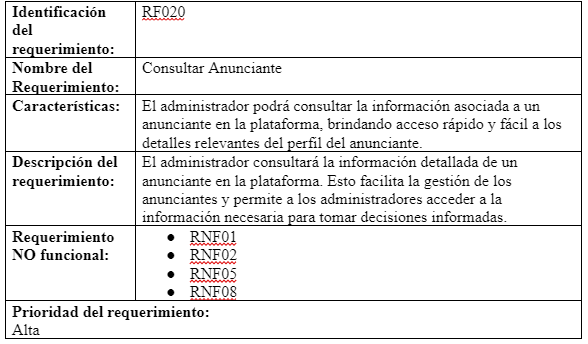 Identificación del requerimiento:
RF020
Nombre del Requerimiento:
Consultar Anunciante
Características:
El administrador podrá consultar la información asociada a un
anunciante en la plataforma, brindando acceso rápido y fácil a los
detalles relevantes del perfil del anunciante.
Descripción del requerimiento:
El administrador consultará la información detallada de un
anunciante en la plataforma. Esto facilita la gestión de los
anunciantes y permite a los administradores acceder a la
información necesaria para tomar decisiones informadas.
Requerimiento NO funcional:
● RNF01
● RNF02
● RNF05
● RNF08
Prioridad del requerimiento:
Alta